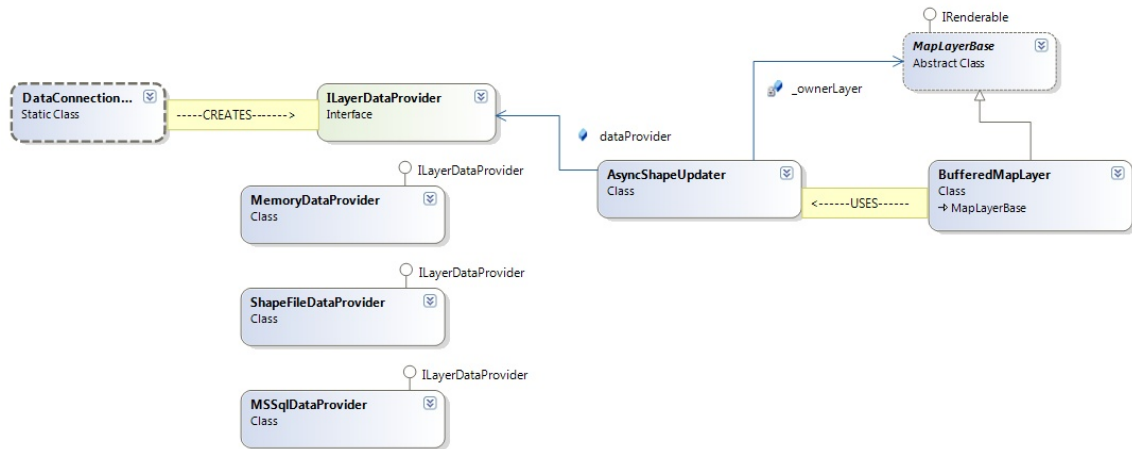 IRenderable
MapLayerBase
Abstract Class
DataConnection...
Static Class
-----CREATES------->
ILayerDataProvider
Interface
_ownerLayer
dataProvider
ILayerDataProvider
MemoryDataProvider
Class
AsyncShapeUpdater
Class
<------USES------
BufferedMapLayer
Class
MapLayerBase
ILayerDataProvider
ShapeFileDataProvider
Class
ILayerDataProvider
MSSqlDataProvider
Class